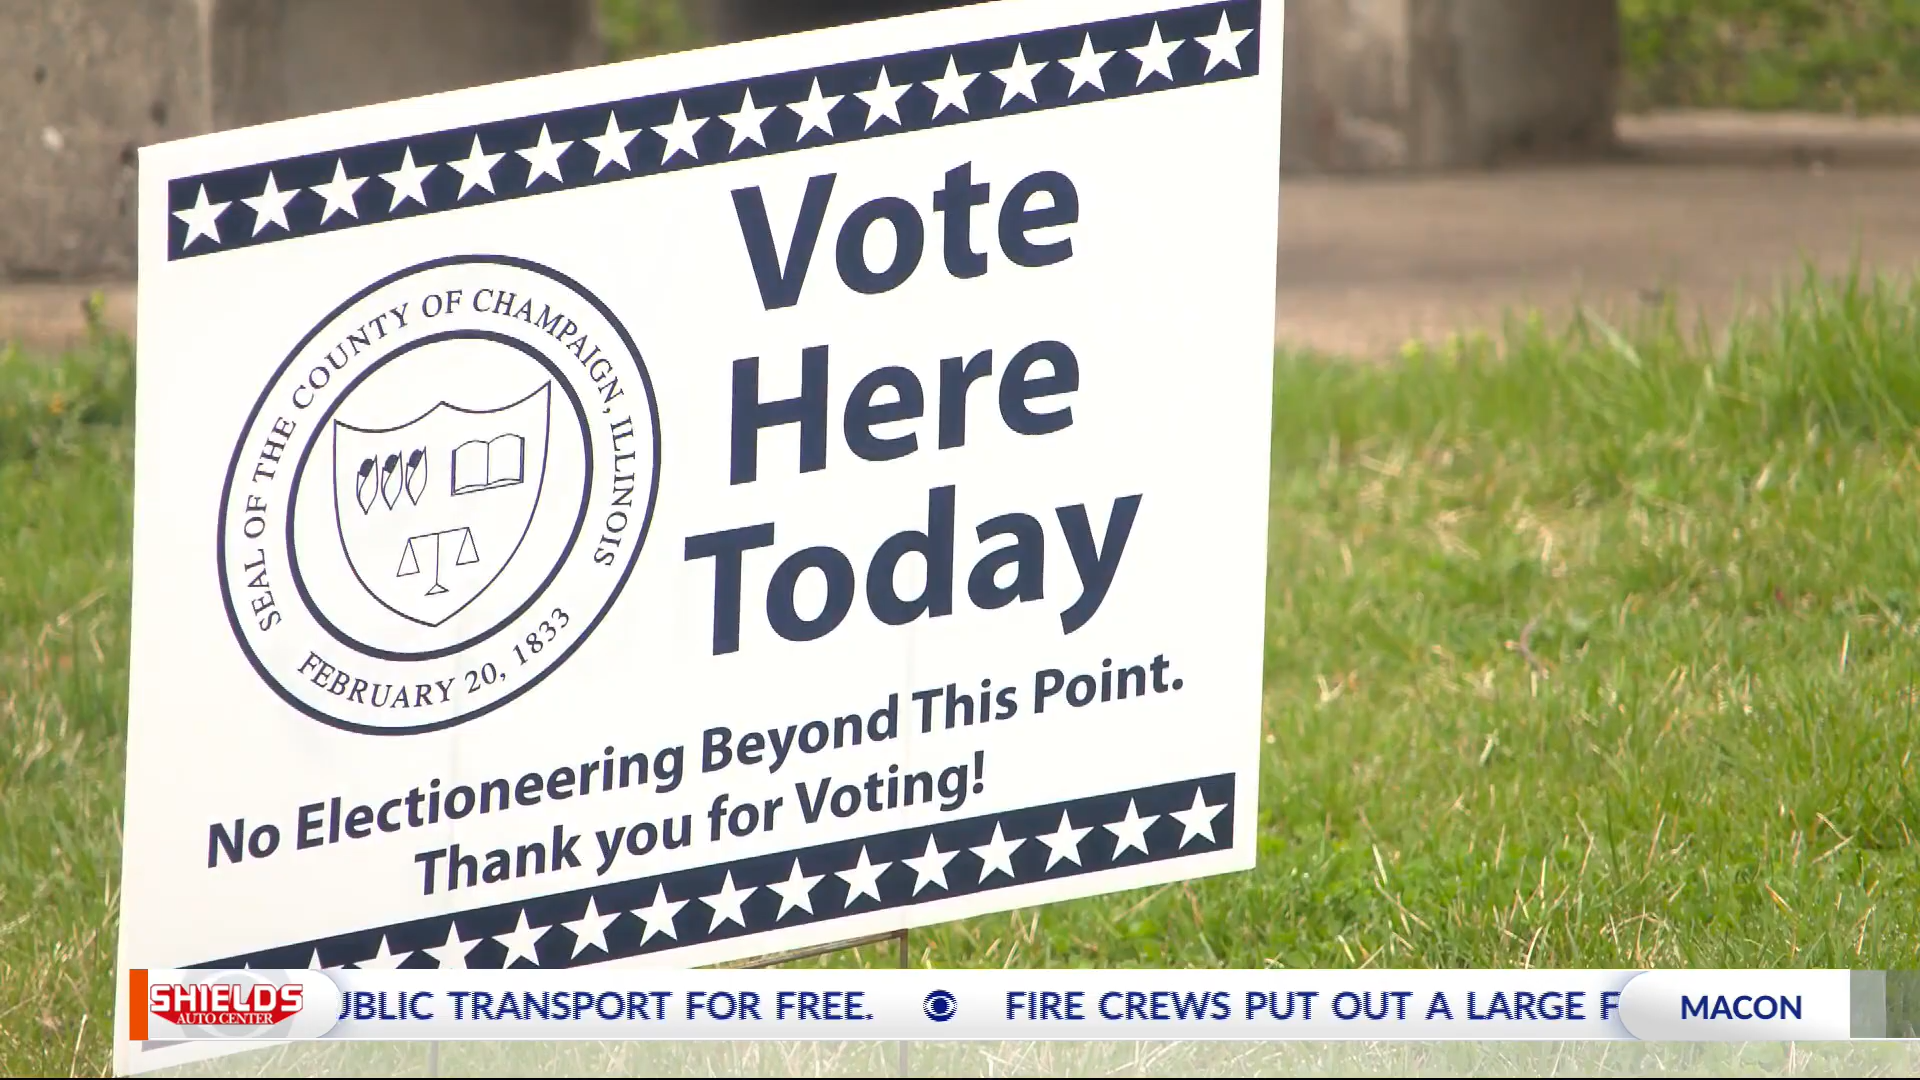 SEAL OF THE COUNTY OF CHAMPAIGN, ILLINOIS
FEBRUARY 20, 1833
Vote
Here
Today
No Electioneering Beyond This Point.
Thank you for Voting!
SHIELDS
AUTO CENTER
UBLIC TRANSPORT FOR FREE.
FIRE CREWS PUT OUT A LARGE F
MACON